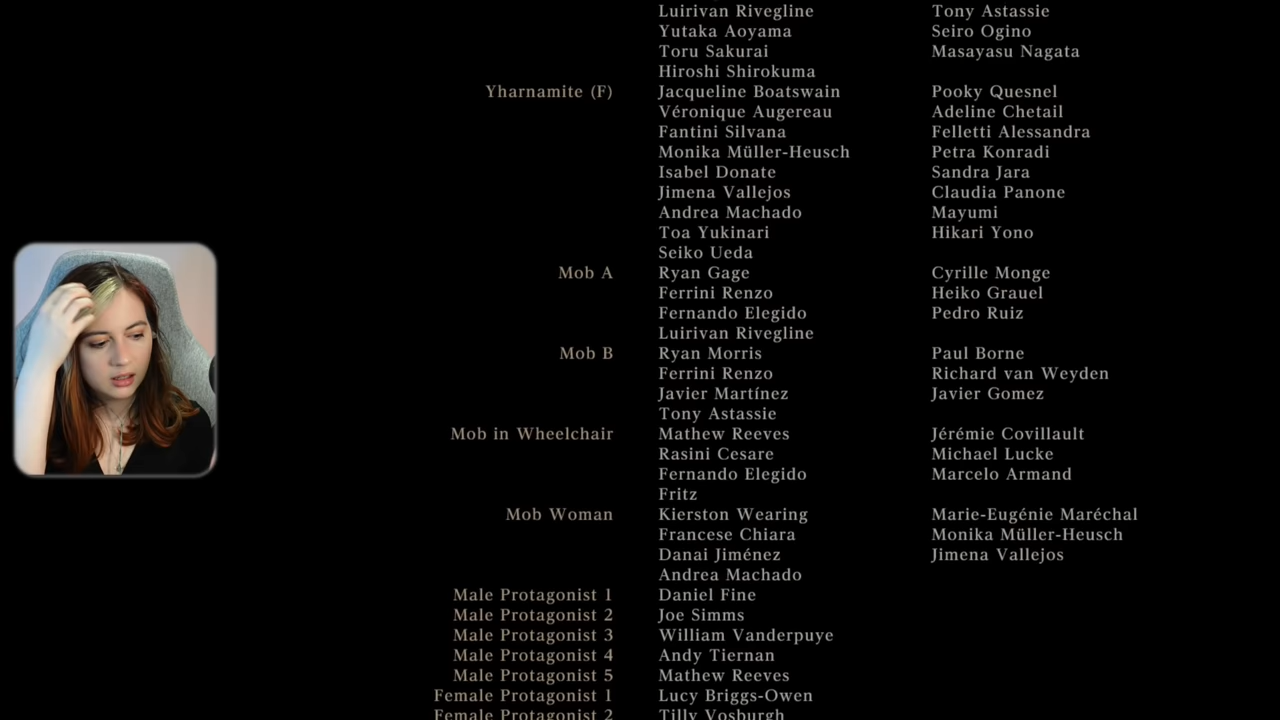 Luirivan Rivegline Tony Astassie
Yutaka Aoyama Seiro Ogino
Toru Sakurai Masayasu Nagata
Hiroshi Shirokuma
Yharnamite (F) Jacqueline Boatswain Pooky Quesnel
Véronique Augereau Adeline Chetail
Fantini Silvana Felletti Alessandra
Monika Müller-Heusch Petra Konradi
Isabel Donate Sandra Jara
Jimena Vallejos Claudia Panone
Andrea Machado Mayumi
Toa Yukinari Hikari Yono
Seiko Ueda
Mob A Ryan Gage Cyrille Monge
Ferrini Renzo Heiko Grauel
Fernando Elegido Pedro Ruiz
Luirivan Rivegline
Mob B Ryan Morris Paul Borne
Ferrini Renzo Richard van Weyden
Javier Martínez Javier Gomez
Tony Astassie
Mob in Wheelchair Mathew Reeves Jérémie Covillault
Rasini Cesare Michael Lucke
Fernando Elegido Marcelo Armand
Fritz
Mob Woman Kierston Wearing Marie-Eugénie Maréchal
Francese Chiara Monika Müller-Heusch
Danai Jiménez Jimena Vallejos
Andrea Machado
Male Protagonist 1 Daniel Fine
Male Protagonist 2 Joe Simms
Male Protagonist 3 William Vanderpuye
Male Protagonist 4 Andy Tiernan
Male Protagonist 5 Mathew Reeves
Female Protagonist 1 Lucy Briggs-Owen
Female Protagonist 2 Tilly Vosburgh